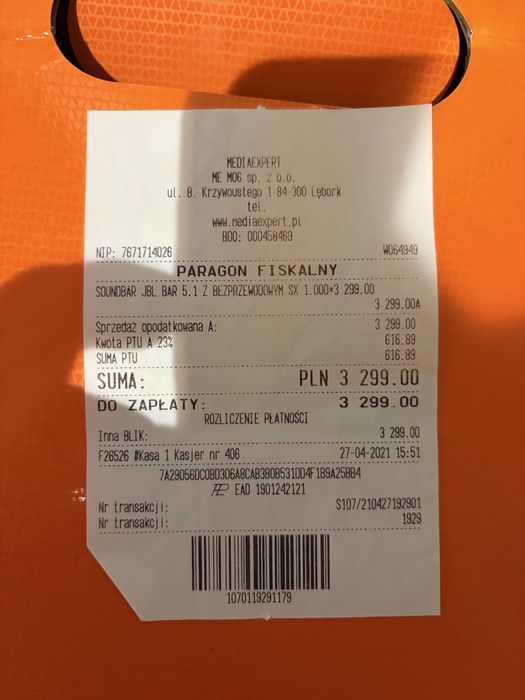 MEDIAEXPERT
ME M06 sp. z o.o.
ul. B. Krzywoustego 1 84-300 Lębork
tel.
www.mediaexpert.pl
BDO: 000458469
NIP: 7671714026 W064949
PARAGON FISKALNY
SOUNDBAR JBL BAR 5.1 Z BEZPRZEWODOWYM SX 1.000*3 299.00
3 299.00A
Sprzedaż opodatkowana A: 3 299.00
Kwota PTU A 23% 616.89
SUMA PTU 616.89
SUMA: PLN 3 299.00
DO ZAPŁATY: 3 299.00
ROZLICZENIE PŁATNOŚCI
Inna BLIK: 3 299.00
F26526 #Kasa 1 Kasjer nr 406 27-04-2021 15:51
7A29056DC0BD306A8CAB3B0B531DD4F1B9A25BB4
EAD 1901242121
Nr transakcji: S107/210427192901
Nr transakcji: 1929
1070119291179